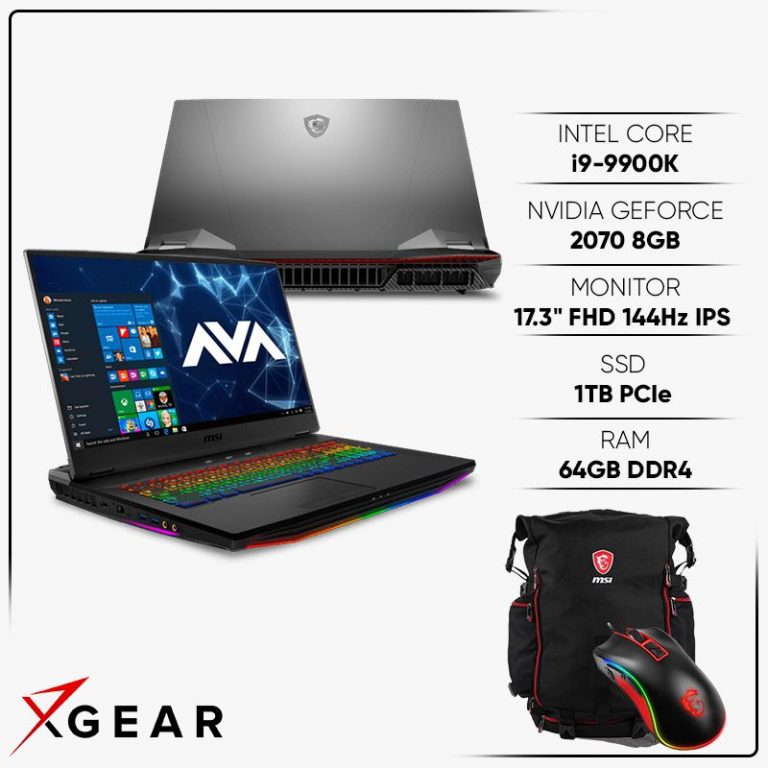 INTEL CORE
i9-9900K
NVIDIA GEFORCE
2070 8GB
MONITOR
17.3" FHD 144Hz IPS
SSD
1TB PCIe
RAM
64GB DDR4
AVA
msi
msi
XGEAR